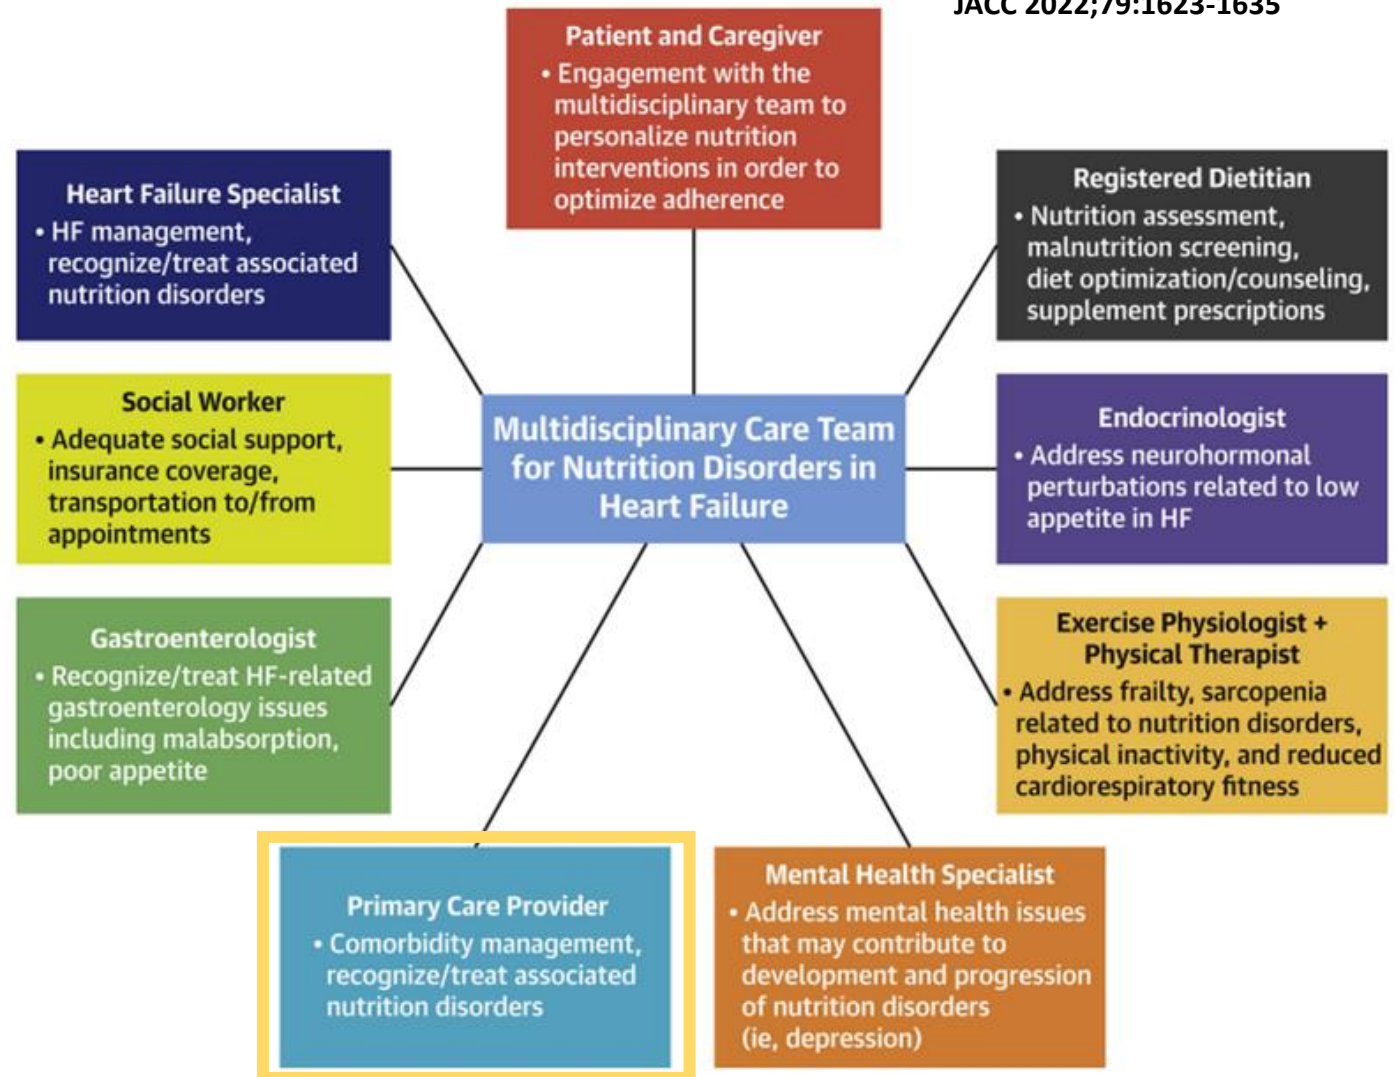 JACC 2022;79:1623-1635
Patient and Caregiver
• Engagement with the
multidisciplinary team to
personalize nutrition
interventions in order to
optimize adherence
Heart Failure Specialist
• HF management,
recognize/treat associated
nutrition disorders
Registered Dietitian
• Nutrition assessment,
malnutrition screening,
diet optimization/counseling,
supplement prescriptions
Social Worker
• Adequate social support,
insurance coverage,
transportation to/from
appointments
Multidisciplinary Care Team
for Nutrition Disorders in
Heart Failure
Endocrinologist
• Address neurohormonal
perturbations related to low
appetite in HF
Gastroenterologist
• Recognize/treat HF-related
gastroenterology issues
including malabsorption,
poor appetite
Exercise Physiologist +
Physical Therapist
• Address frailty, sarcopenia
related to nutrition disorders,
physical inactivity, and reduced
cardiorespiratory fitness
Primary Care Provider
• Comorbidity management,
recognize/treat associated
nutrition disorders
Mental Health Specialist
• Address mental health issues
that may contribute to
development and progression
of nutrition disorders
(ie, depression)